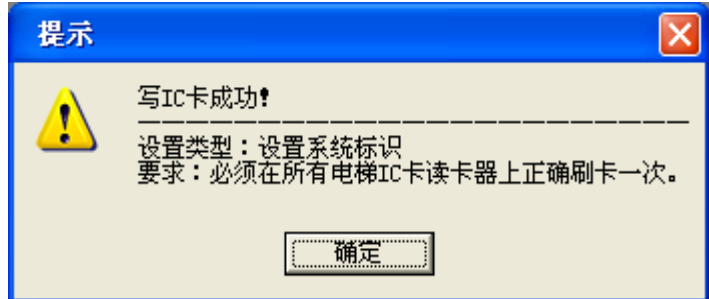 提示
写IC卡成功!
设置类型：设置系统标识
要求：必须在所有电梯IC卡读卡器上正确刷卡一次。
确定